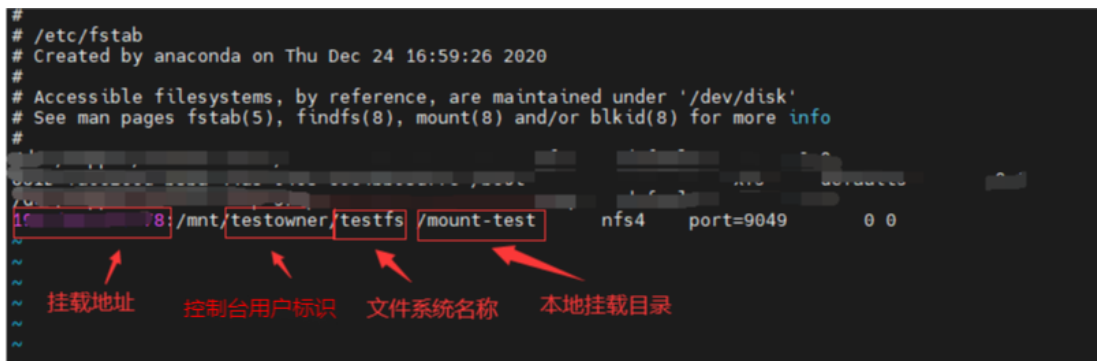 #
# /etc/fstab
# Created by anaconda on Thu Dec 24 16:59:26 2020
#
# Accessible filesystems, by reference, are maintained under '/dev/disk'
# See man pages fstab(5), findfs(8), mount(8) and/or blkid(8) for more info
#
defaults
78:/mnt/testowner/testfs /mount-test nfs4 port=9049 0 0
~
~
~
~
~
~
挂载地址 控制台用户标识 文件系统名称 本地挂载目录